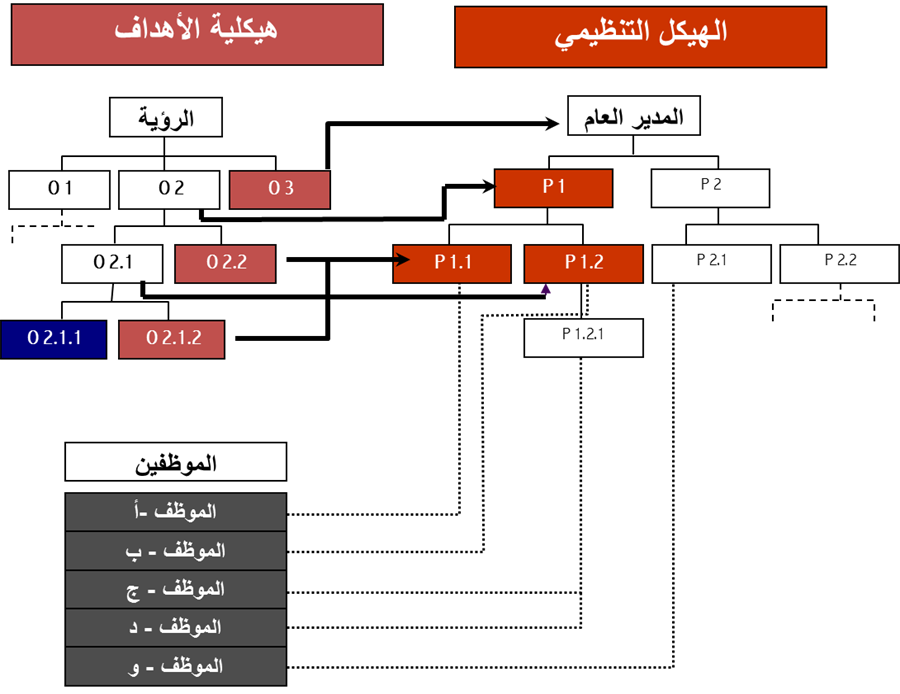 الهيكل التنظيمي
هيكلية الأهداف
المدير العام
P 1
P 2
P 1.1
P 1.2
P 2.1
P 2.2
P 1.2.1
الرؤية
O 1
O 2
O 3
O 2.1
O 2.2
O 2.1.1
O 2.1.2
الموظفين
الموظف -أ
الموظف - ب
الموظف - ج
الموظف - د
الموظف - و